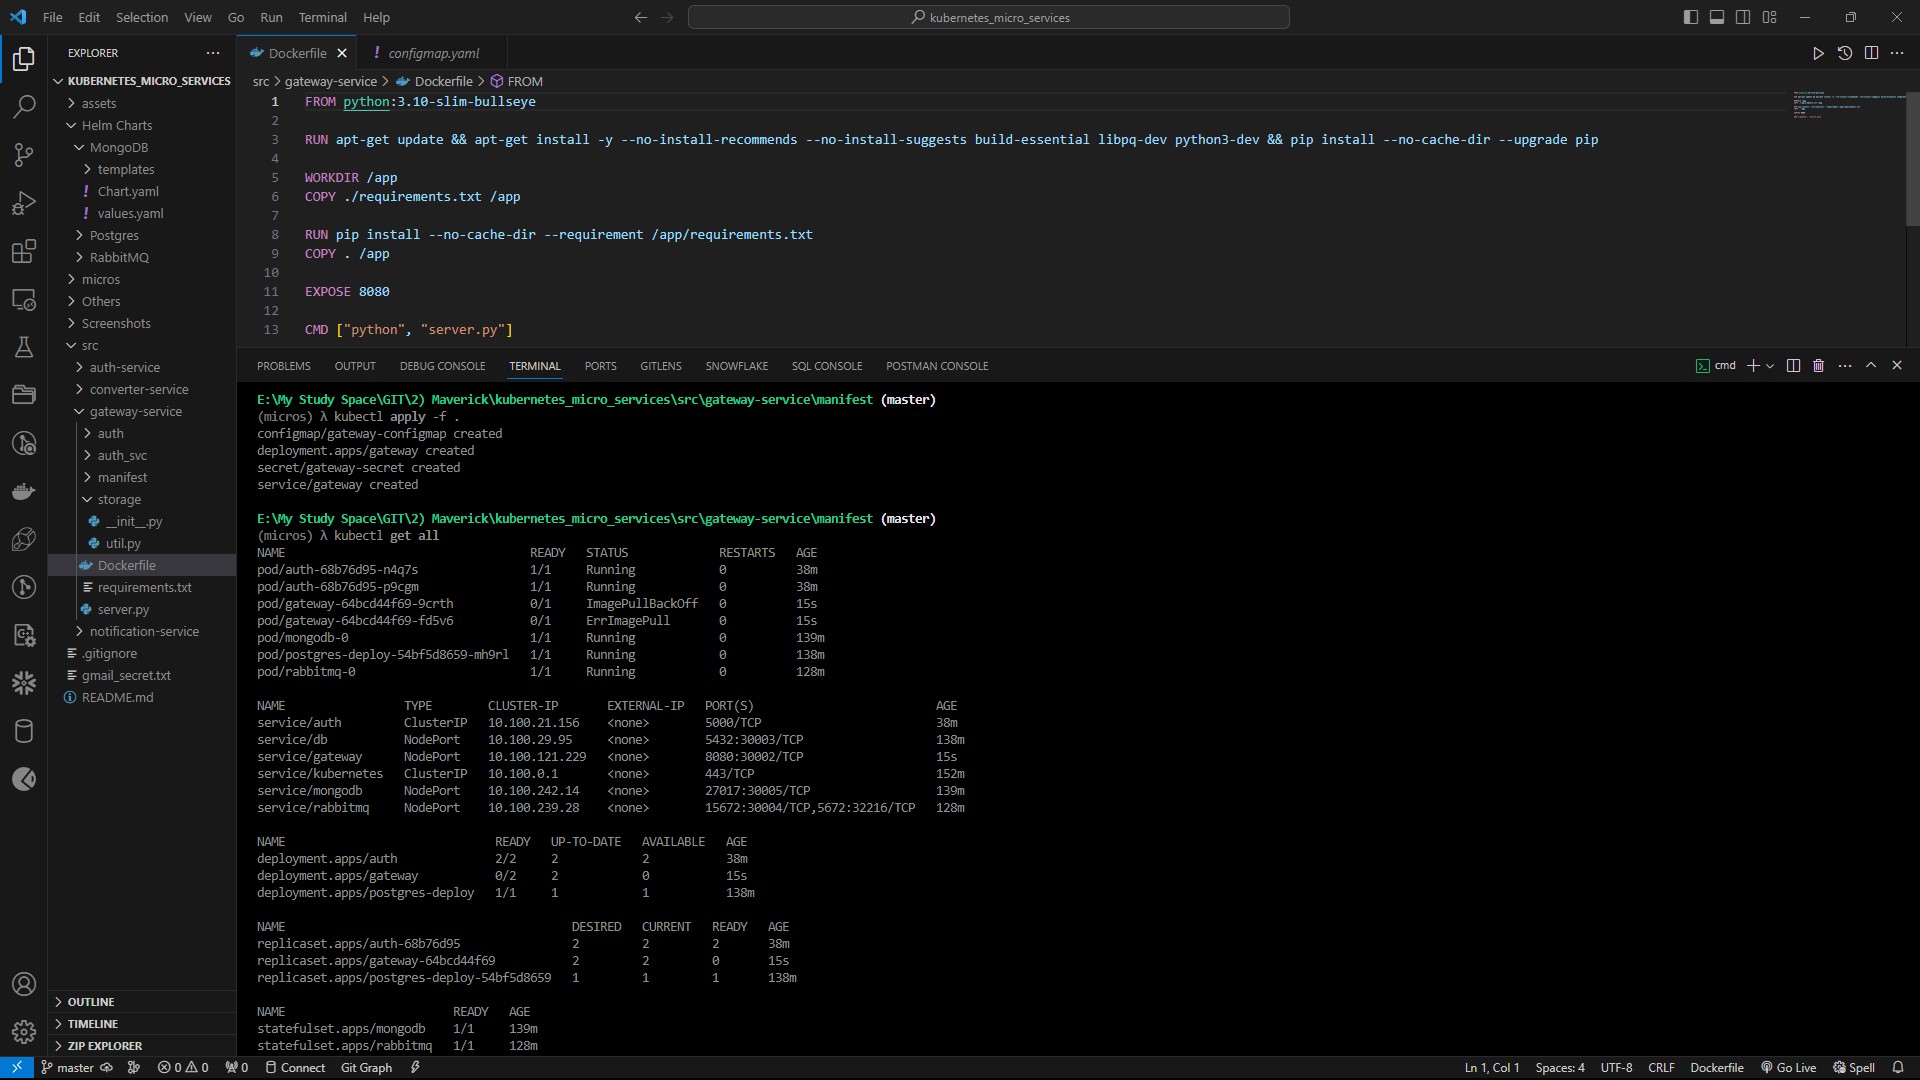 File Edit Selection View Go Run Terminal Help
kubernetes_micro_services
EXPLORER
KUBERNETES_MICRO_SERVICES
assets
Helm Charts
MongoDB
templates
Chart.yaml
values.yaml
Postgres
RabbitMQ
micros
Others
Screenshots
src
auth-service
converter-service
gateway-service
auth
auth_svc
manifest
storage
__init__.py
util.py
Dockerfile
requirements.txt
server.py
notification-service
.gitignore
gmail_secret.txt
README.md
OUTLINE
TIMELINE
ZIP EXPLORER
Dockerfile
configmap.yaml
src > gateway-service > Dockerfile > FROM
1 FROM python:3.10-slim-bullseye
2
3 RUN apt-get update && apt-get install -y --no-install-recommends --no-install-suggests build-essential libpq-dev python3-dev && pip install --no-cache-dir --upgrade pip
4
5 WORKDIR /app
6 COPY ./requirements.txt /app
7
8 RUN pip install --no-cache-dir --requirement /app/requirements.txt
9 COPY . /app
10
11 EXPOSE 8080
12
13 CMD ["python", "server.py"]
PROBLEMS OUTPUT DEBUG CONSOLE TERMINAL PORTS GITLENS SNOWFLAKE SQL CONSOLE POSTMAN CONSOLE
cmd
E:\My Study Space\GIT\2) Maverick\kubernetes_micro_services\src\gateway-service\manifest (master)
(micros) λ kubectl apply -f .
configmap/gateway-configmap created
deployment.apps/gateway created
secret/gateway-secret created
service/gateway created
E:\My Study Space\GIT\2) Maverick\kubernetes_micro_services\src\gateway-service\manifest (master)
(micros) λ kubectl get all
NAME READY STATUS RESTARTS AGE
pod/auth-68b76d95-n4q7s 1/1 Running 0 38m
pod/auth-68b76d95-p9cgm 1/1 Running 0 38m
pod/gateway-64bcd44f69-9crth 0/1 ImagePullBackOff 0 15s
pod/gateway-64bcd44f69-fd5v6 0/1 ErrImagePull 0 15s
pod/mongodb-0 1/1 Running 0 139m
pod/postgres-deploy-54bf5d8659-mh9rl 1/1 Running 0 138m
pod/rabbitmq-0 1/1 Running 0 128m
NAME TYPE CLUSTER-IP EXTERNAL-IP PORT(S) AGE
service/auth ClusterIP 10.100.21.156 <none> 5000/TCP 38m
service/db NodePort 10.100.29.95 <none> 5432:30003/TCP 138m
service/gateway NodePort 10.100.121.229 <none> 8080:30002/TCP 15s
service/kubernetes ClusterIP 10.100.0.1 <none> 443/TCP 152m
service/mongodb NodePort 10.100.242.14 <none> 27017:30005/TCP 139m
service/rabbitmq NodePort 10.100.239.28 <none> 15672:30004/TCP,5672:32216/TCP 128m
NAME READY UP-TO-DATE AVAILABLE AGE
deployment.apps/auth 2/2 2 2 38m
deployment.apps/gateway 0/2 2 0 15s
deployment.apps/postgres-deploy 1/1 1 1 138m
NAME DESIRED CURRENT READY AGE
replicaset.apps/auth-68b76d95 2 2 2 38m
replicaset.apps/gateway-64bcd44f69 2 2 0 15s
replicaset.apps/postgres-deploy-54bf5d8659 1 1 1 138m
NAME READY AGE
statefulset.apps/mongodb 1/1 139m
statefulset.apps/rabbitmq 1/1 128m
master 0 0 0 Connect Git Graph Ln 1, Col 1 Spaces: 4 UTF-8 CRLF Dockerfile Go Live Spell